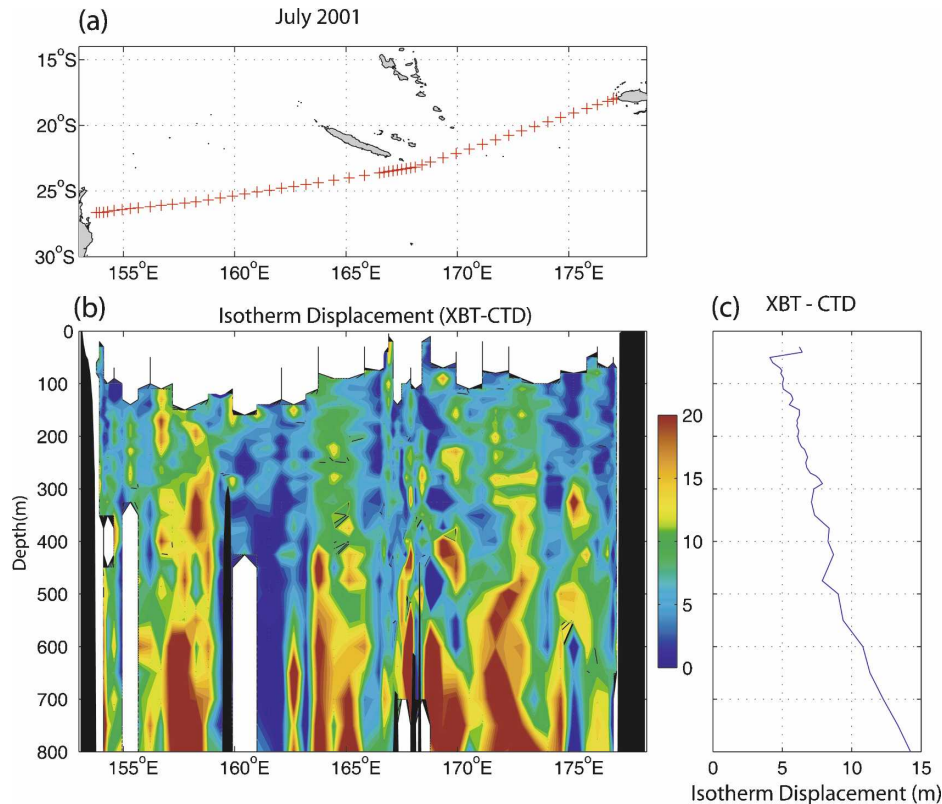 (a)
July 2001
15°S
20°S
25°S
30°S
155°E 160°E 165°E 170°E 175°E
(b)
Isotherm Displacement (XBT-CTD)
0
100
200
300
400
500
600
700
800
Depth(m)
155°E 160°E 165°E 170°E 175°E
20
15
10
5
0
(c)
XBT - CTD
0 5 10 15
Isotherm Displacement (m)